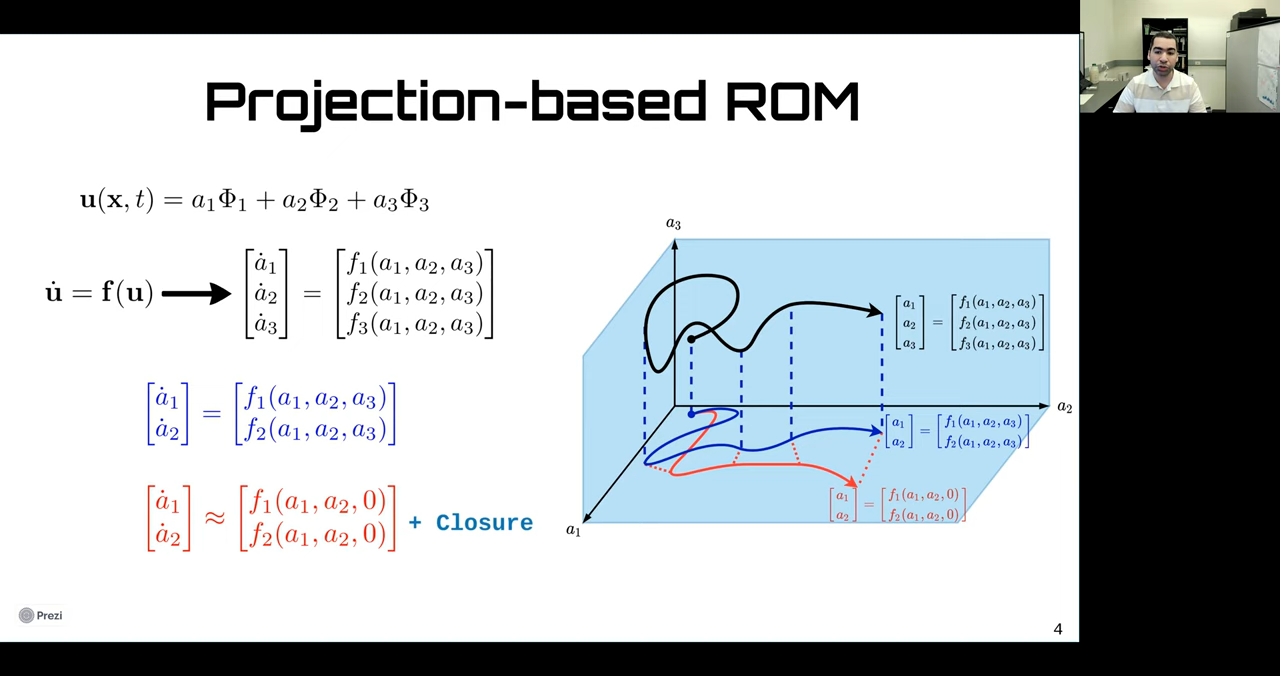 Projection-based ROM
u(x, t) = a₁Φ₁ + a₂Φ₂ + a₃Φ₃
u̇ = f(u) → [ȧ₁ ȧ₂ ȧ₃] = [f₁(a₁, a₂, a₃) f₂(a₁, a₂, a₃) f₃(a₁, a₂, a₃)]
[ȧ₁ ȧ₂] = [f₁(a₁, a₂, a₃) f₂(a₁, a₂, a₃)]
[ȧ₁ ȧ₂] ≈ [f₁(a₁, a₂, 0) f₂(a₁, a₂, 0)] + Closure
a₃
[a₁ a₂ a₃] = [f₁(a₁, a₂, a₃) f₂(a₁, a₂, a₃) f₃(a₁, a₂, a₃)]
a₂
[a₁ a₂] = [f₁(a₁, a₂, a₃) f₂(a₁, a₂, a₃)]
[a₁ a₂] = [f₁(a₁, a₂, 0) f₂(a₁, a₂, 0)]
a₁
Prezi
4